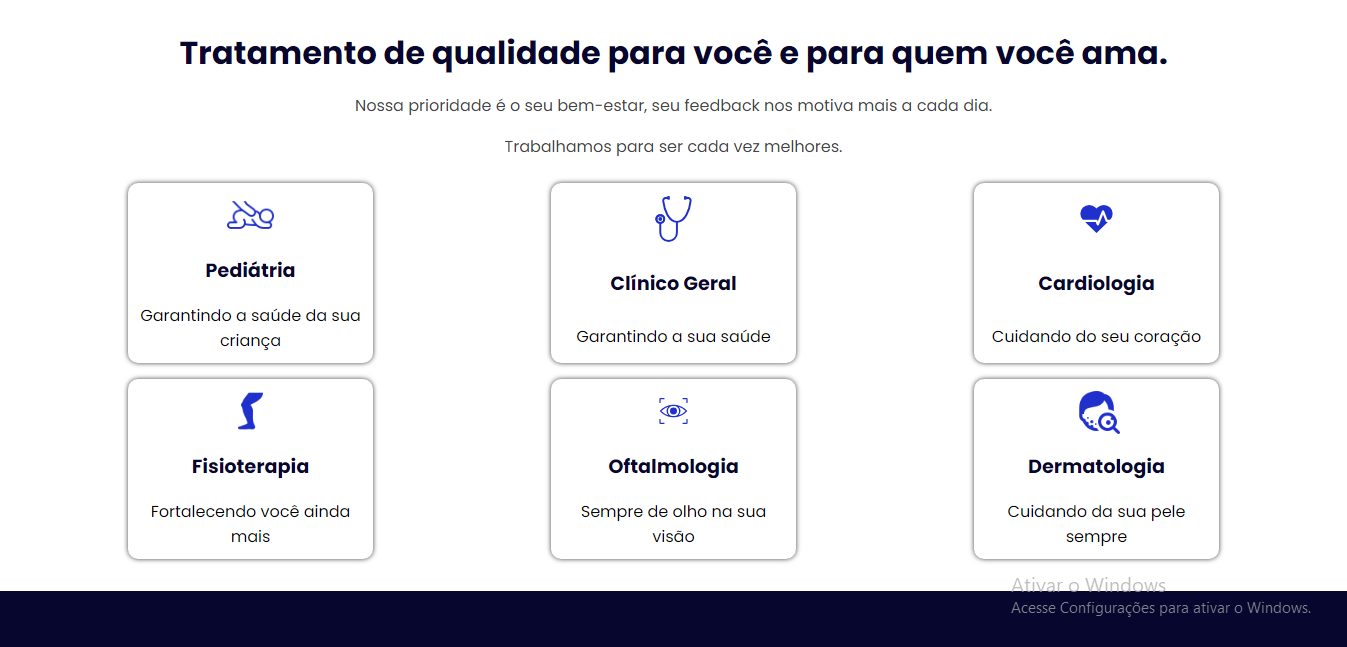 Tratamento de qualidade para você e para quem você ama.
Nossa prioridade é o seu bem-estar, seu feedback nos motiva mais a cada dia.
Trabalhamos para ser cada vez melhores.
Pediátria
Garantindo a saúde da sua
criança
Clínico Geral
Garantindo a sua saúde
Cardiologia
Cuidando do seu coração
Fisioterapia
Fortalecendo você ainda
mais
Oftalmologia
Sempre de olho na sua
visão
Dermatologia
Cuidando da sua pele
sempre
Ativar o Windows
Acesse Configurações para ativar o Windows.